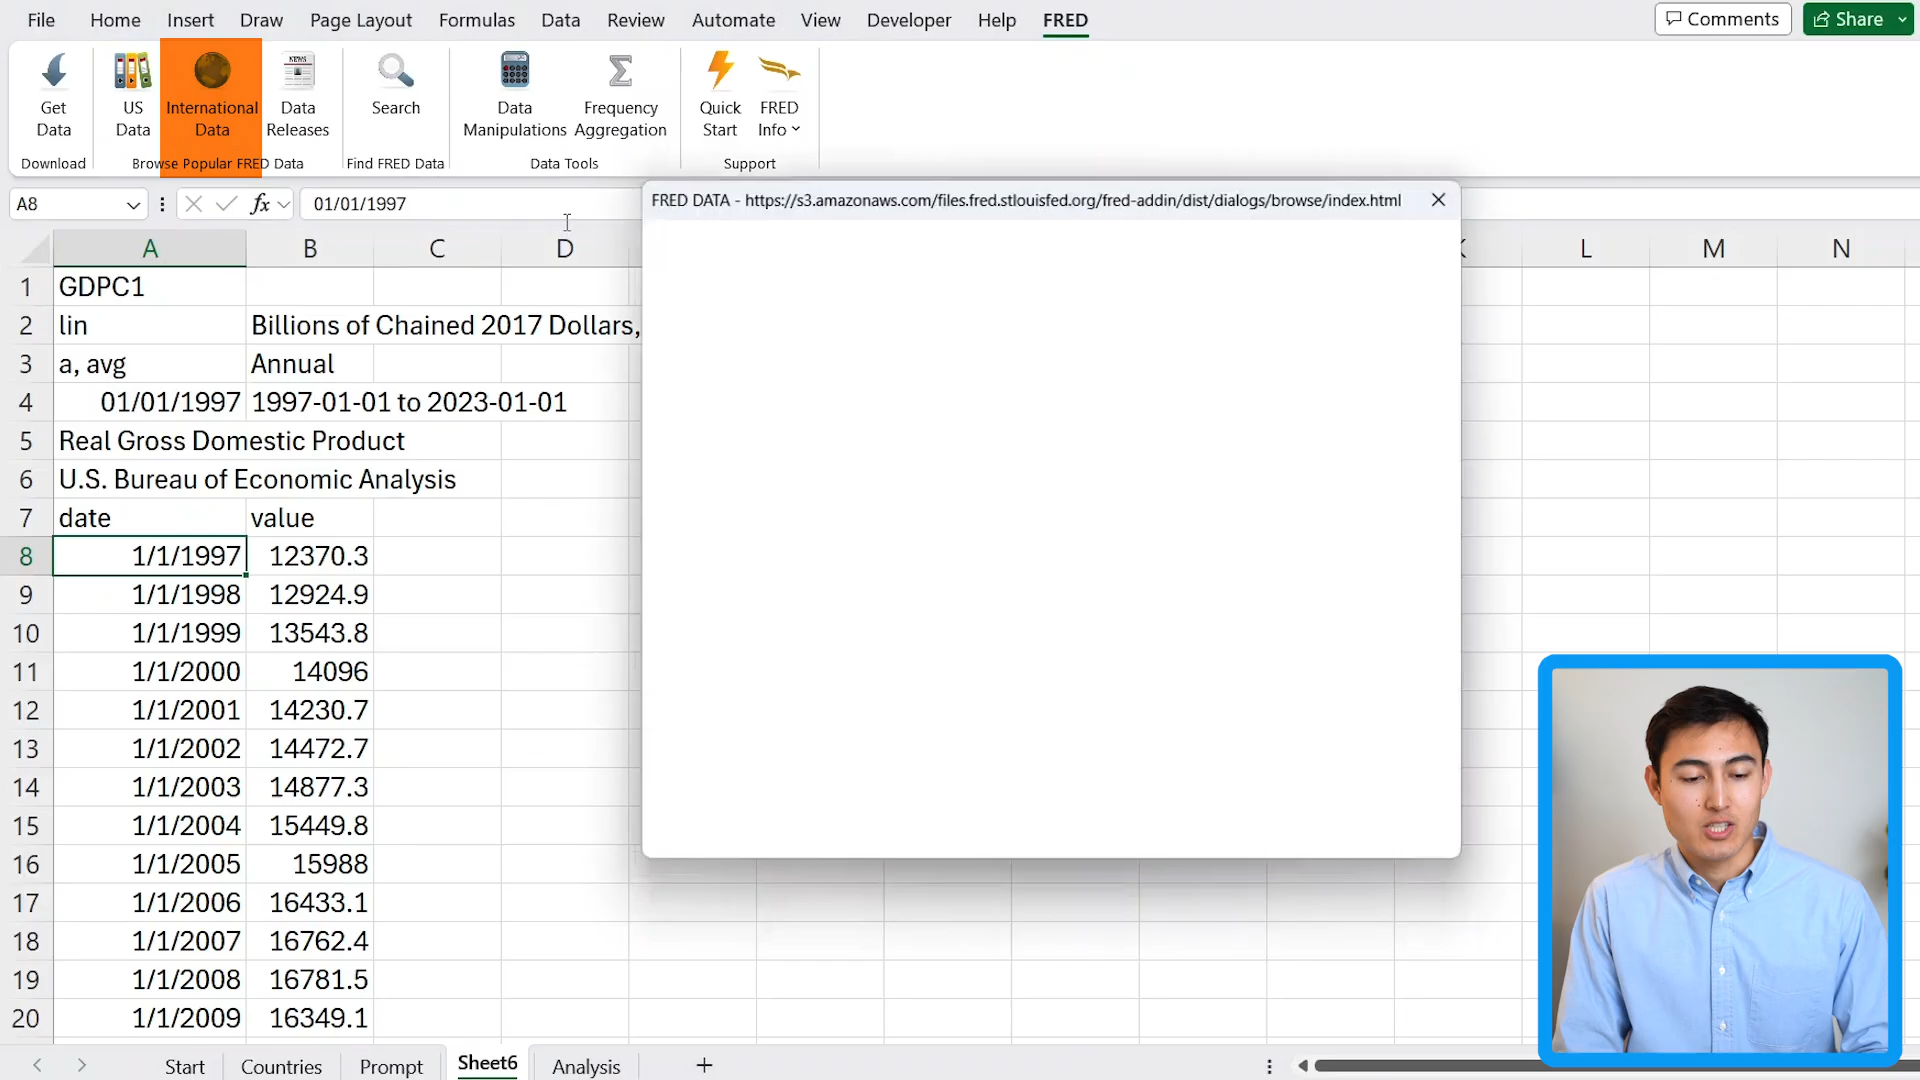 File Home Insert Draw Page Layout Formulas Data Review Automate View Developer Help FRED Comments Share
Get Data
US Data
International Data
Data Releases
Search
Data Manipulations
Frequency Aggregation
Quick Start
FRED Info
Download Browse Popular FRED Data Find FRED Data Data Tools Support
A8 fx 01/01/1997
FRED DATA - https://s3.amazonaws.com/files.fred.stlouisfed.org/fred-addin/dist/dialogs/browse/index.html
A B C D K L M N
1 GDPC1
2 lin Billions of Chained 2017 Dollars,
3 a, avg Annual
4 01/01/1997 1997-01-01 to 2023-01-01
5 Real Gross Domestic Product
6 U.S. Bureau of Economic Analysis
7 date value
8 1/1/1997 12370.3
9 1/1/1998 12924.9
10 1/1/1999 13543.8
11 1/1/2000 14096
12 1/1/2001 14230.7
13 1/1/2002 14472.7
14 1/1/2003 14877.3
15 1/1/2004 15449.8
16 1/1/2005 15988
17 1/1/2006 16433.1
18 1/1/2007 16762.4
19 1/1/2008 16781.5
20 1/1/2009 16349.1
Start Countries Prompt Sheet6 Analysis